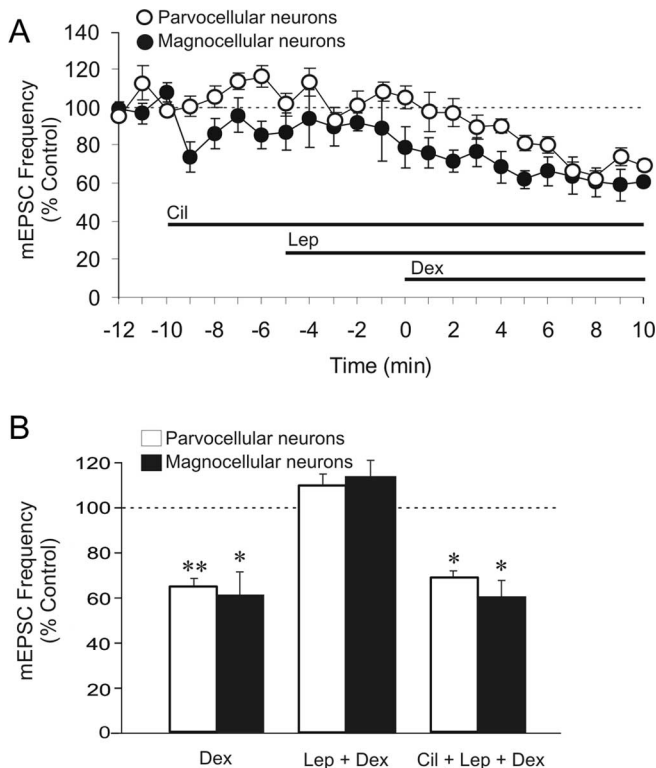 A
Parvocellular neurons
Magnocellular neurons
mEPSC Frequency
(% Control)
140
120
100
80
60
40
20
0
Cil
Lep
Dex
-12 -10 -8 -6 -4 -2 0 2 4 6 8 10
Time (min)
B
Parvocellular neurons
Magnocellular neurons
mEPSC Frequency
(% Control)
120
100
80
60
40
20
0
** * * *
Dex Lep + Dex Cil + Lep + Dex